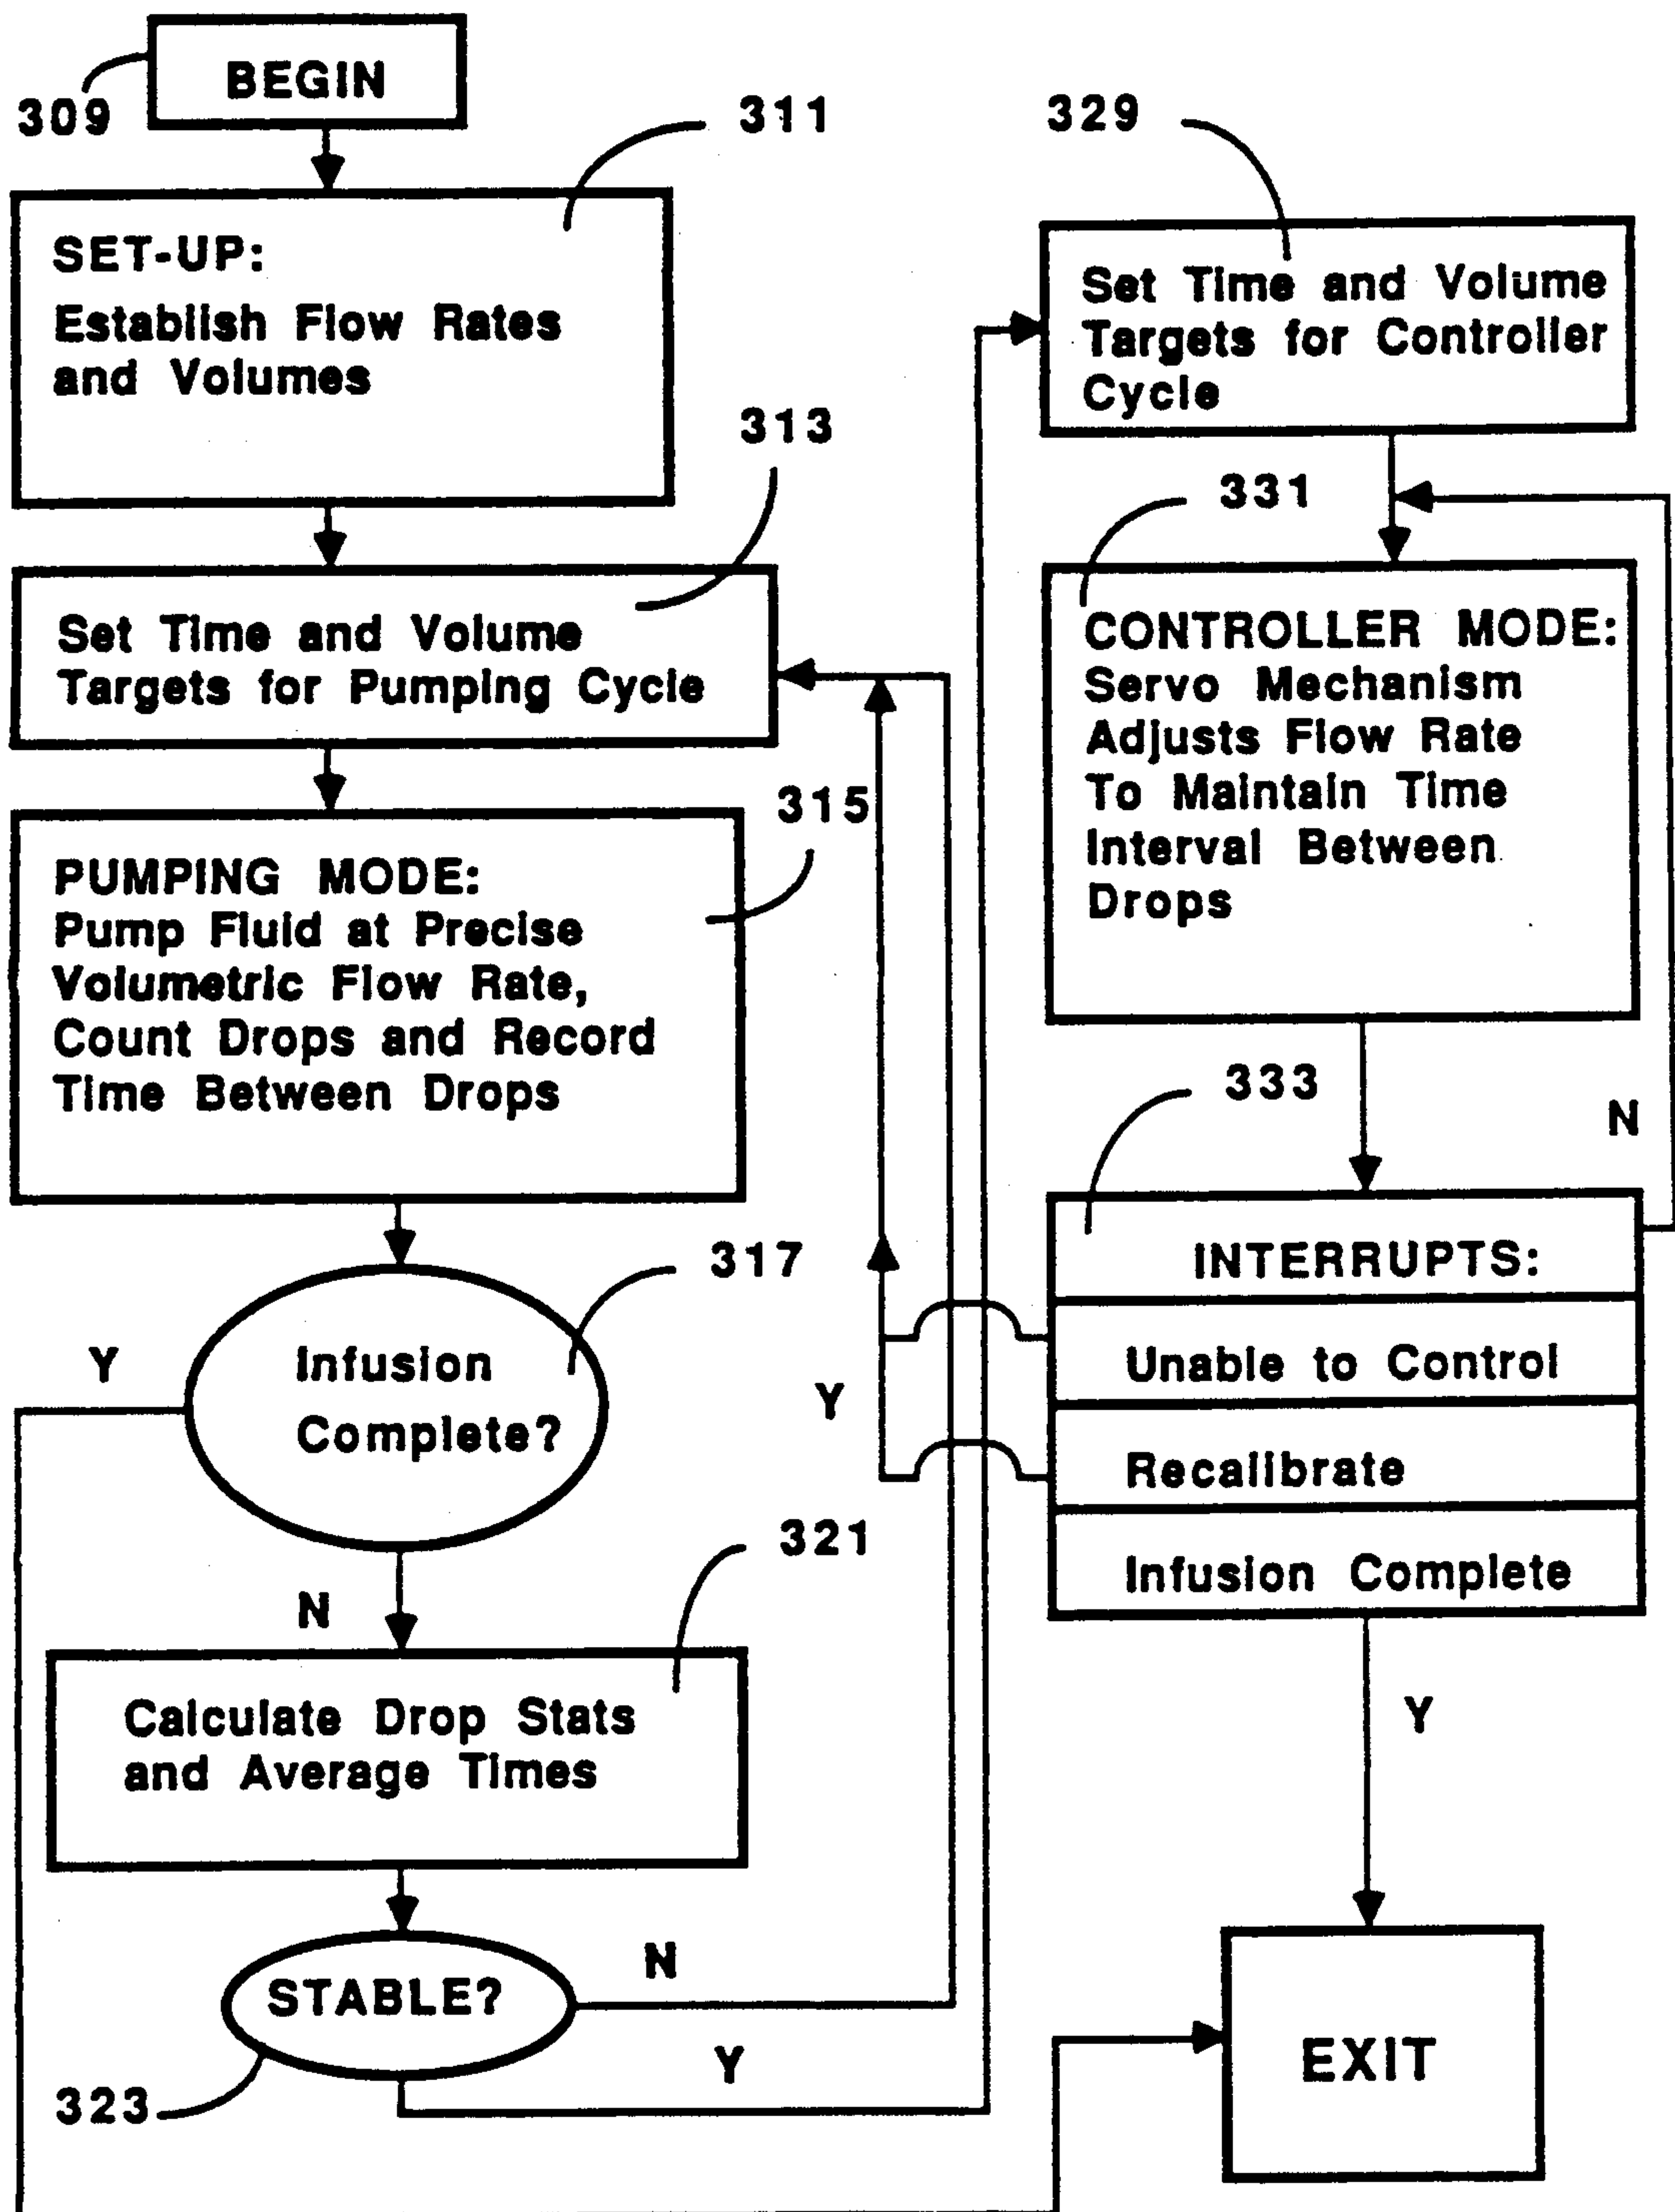 BEGIN
309
311
SET-UP:
Establish Flow Rates
and Volumes
313
Set Time and Volume
Targets for Pumping Cycle
315
PUMPING MODE:
Pump Fluid at Precise
Volumetric Flow Rate,
Count Drops and Record
Time Between Drops
317
Infusion
Complete?
Y
N
321
Calculate Drop Stats
and Average Times
STABLE?
N
Y
323
329
Set Time and Volume
Targets for Controller
Cycle
331
CONTROLLER MODE:
Servo Mechanism
Adjusts Flow Rate
To Maintain Time
Interval Between
Drops
333
N
INTERRUPTS:
Unable to Control
Y
Recalibrate
Infusion Complete
Y
EXIT